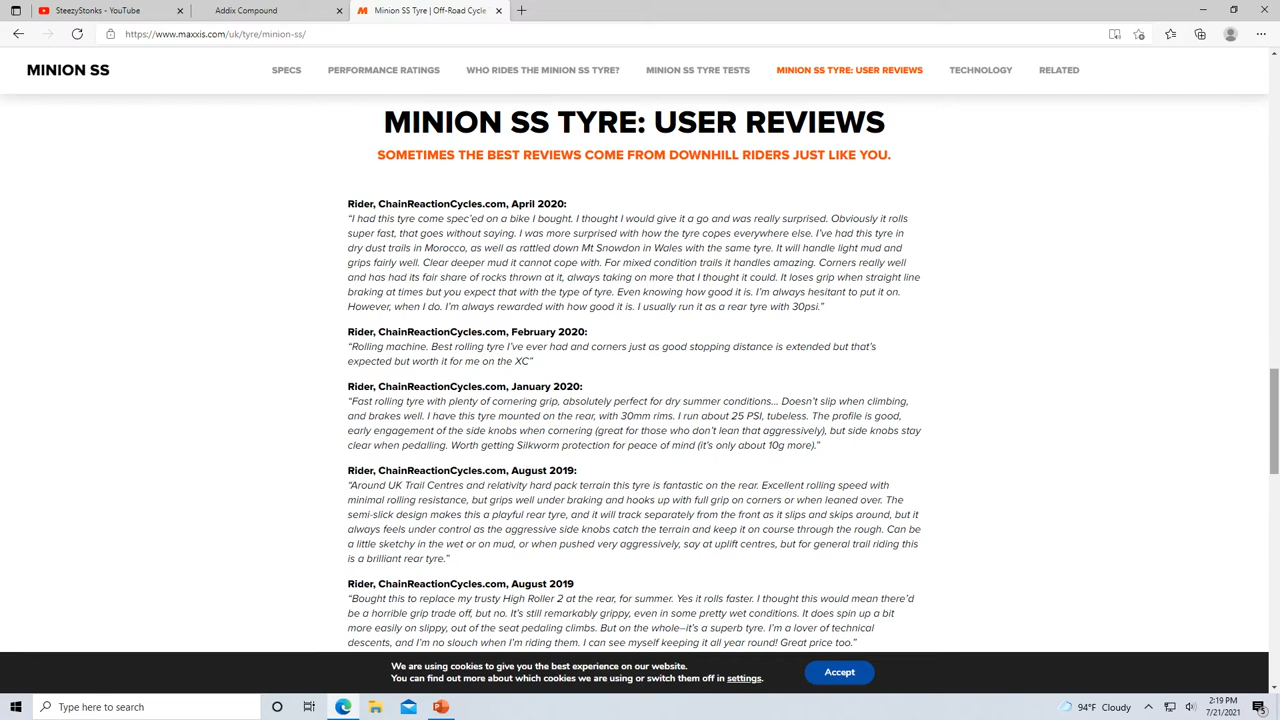 SteezyStonks - YouTube
Addix Compound
Minion SS Tyre | Off-Road Cycle
https://www.maxxis.com/uk/tyre/minion-ss/
MINION SS
SPECS
PERFORMANCE RATINGS
WHO RIDES THE MINION SS TYRE?
MINION SS TYRE TESTS
MINION SS TYRE: USER REVIEWS
TECHNOLOGY
RELATED
MINION SS TYRE: USER REVIEWS
SOMETIMES THE BEST REVIEWS COME FROM DOWNHILL RIDERS JUST LIKE YOU.
Rider, ChainReactionCycles.com, April 2020:
“I had this tyre come spec’ed on a bike I bought. I thought I would give it a go and was really surprised. Obviously it rolls
super fast, that goes without saying. I was more surprised with how the tyre copes everywhere else. I’ve had this tyre in
dry dust trails in Morocco, as well as rattled down Mt Snowdon in Wales with the same tyre. It will handle light mud and
grips fairly well. Clear deeper mud it cannot cope with. For mixed condition trails it handles amazing. Corners really well
and has had its fair share of rocks thrown at it, always taking on more that I thought it could. It loses grip when straight line
braking at times but you expect that with the type of tyre. Even knowing how good it is. I’m always hesitant to put it on.
However, when I do. I’m always rewarded with how good it is. I usually run it as a rear tyre with 30psi.”
Rider, ChainReactionCycles.com, February 2020:
“Rolling machine. Best rolling tyre I’ve ever had and corners just as good stopping distance is extended but that’s
expected but worth it for me on the XC“
Rider, ChainReactionCycles.com, January 2020:
“Fast rolling tyre with plenty of cornering grip, absolutely perfect for dry summer conditions… Doesn’t slip when climbing,
and brakes well. I have this tyre mounted on the rear, with 30mm rims. I run about 25 PSI, tubeless. The profile is good,
early engagement of the side knobs when cornering (great for those who don’t lean that aggressively), but side knobs stay
clear when pedalling. Worth getting Silkworm protection for peace of mind (it’s only about 10g more).”
Rider, ChainReactionCycles.com, August 2019:
“Around UK Trail Centres and relativity hard pack terrain this tyre is fantastic on the rear. Excellent rolling speed with
minimal rolling resistance, but grips well under braking and hooks up with full grip on corners or when leaned over. The
semi-slick design makes this a playful rear tyre, and it will track separately from the front as it slips and skips around, but it
always feels under control as the aggressive side knobs catch the terrain and keep it on course through the rough. Can be
a little sketchy in the wet or on mud, or when pushed very aggressively, say at uplift centres, but for general trail riding this
is a brilliant rear tyre.”
Rider, ChainReactionCycles.com, August 2019
“Bought this to replace my trusty High Roller 2 at the rear, for summer. Yes it rolls faster. I thought this would mean there’d
be a horrible grip trade off, but no. It’s still remarkably grippy, even in some pretty wet conditions. It does spin up a bit
more easily on slippy, out of the seat pedaling climbs. But on the whole–it’s a superb tyre. I’m a lover of technical
descents, and I’m no slouch when I’m riding them. I can see myself keeping it all year round! Great price too.”
We are using cookies to give you the best experience on our website.
You can find out more about which cookies we are using or switch them off in settings.
Accept
Type here to search
94°F Cloudy
2:19 PM
7/21/2021
5